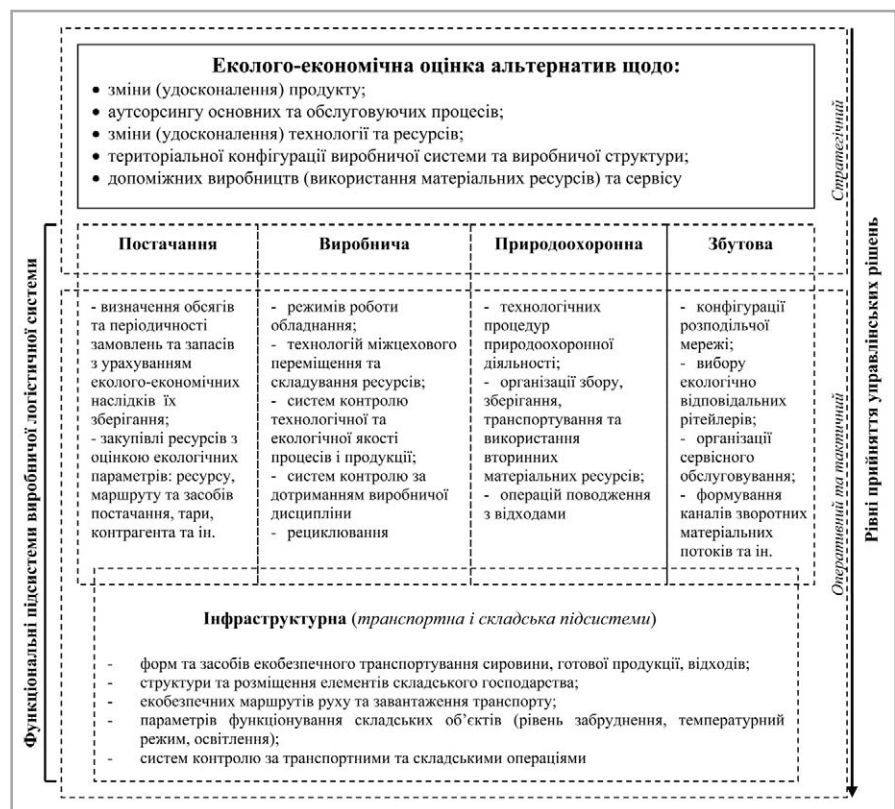 Еколого-економічна оцінка альтернатив щодо:
• зміни (удосконалення) продукту;
• аутсорсингу основних та обслуговуючих процесів;
• зміни (удосконалення) технології та ресурсів;
• територіальної конфігурації виробничої системи та виробничої структури;
• допоміжних виробництв (використання матеріальних ресурсів) та сервісу
Стратегічний
Рівні прийняття управлінських рішень
Функціональні підсистеми виробничої логістичної системи
Постачання
- визначення обсягів
та періодичності
замовлень та запасів
з урахуванням
еколого-економічних
наслідків їх
зберігання;
- закупівлі ресурсів з
оцінкою екологічних
параметрів: ресурсу,
маршруту та засобів
постачання, тари,
контрагента та ін.
Виробнича
- режимів роботи
обладнання;
- технологій міжцехового
переміщення та
складування ресурсів;
- систем контролю
технологічної та
екологічної якості
процесів і продукції;
- систем контролю за
дотриманням виробничої
дисципліни
- рециклювання
Природоохоронна
- технологічних
процедур
природоохоронної
діяльності;
- організації збору,
зберігання,
транспортування та
використання
вторинних
матеріальних ресурсів;
- операцій поводження
з відходами
Збутова
- конфігурації
розподільчої
мережі;
- вибору
екологічно
відповідальних
рітейлерів;
- організації
сервісного
обслуговування;
- формування
каналів зворотних
матеріальних
потоків та ін.
Оперативний та тактичний
Інфраструктурна (транспортна і складська підсистеми)
- форм та засобів екобезпечного транспортування сировини, готової продукції, відходів;
- структури та розміщення елементів складського господарства;
- екобезпечних маршрутів руху та завантаження транспорту;
- параметрів функціонування складських об’єктів (рівень забруднення, температурний
режим, освітлення);
- систем контролю за транспортними та складськими операціями